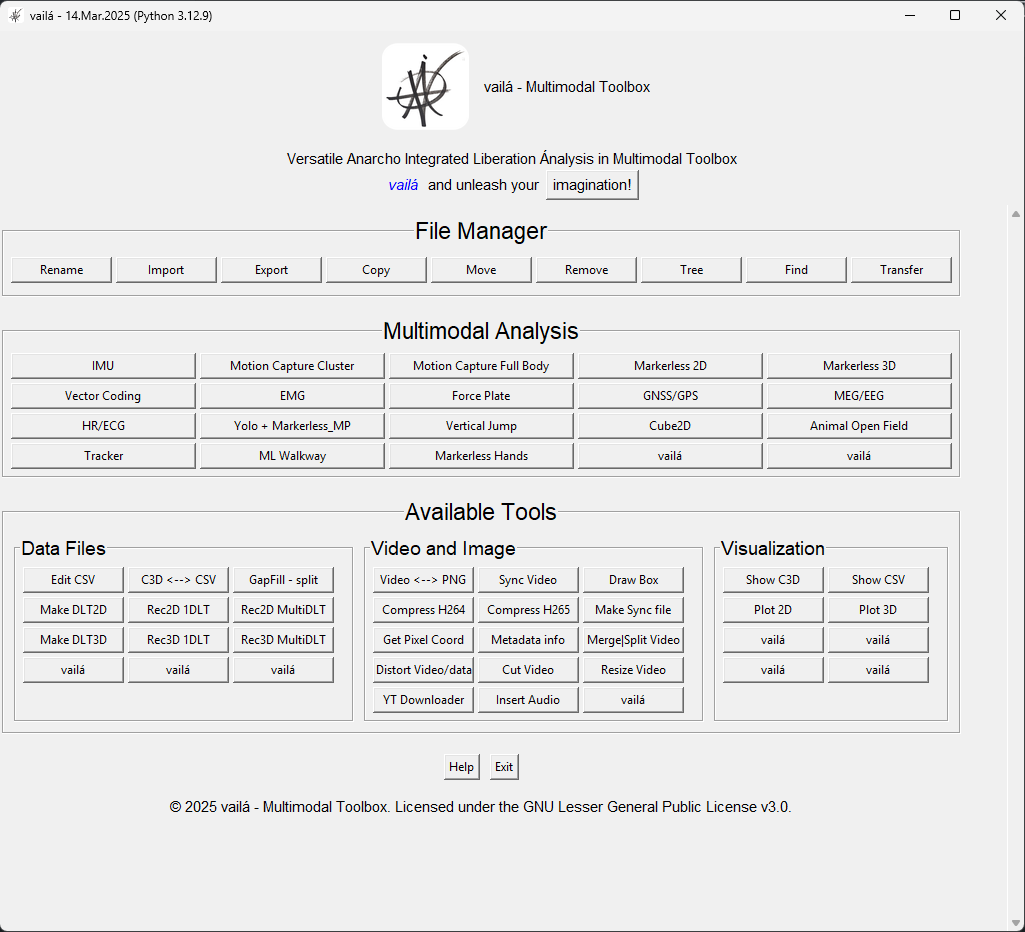 vailá - 14.Mar.2025 (Python 3.12.9)
vailá - Multimodal Toolbox
Versatile Anarcho Integrated Liberation Ánalysis in Multimodal Toolbox
vailá and unleash your imagination!
File Manager
Rename Import Export Copy Move Remove Tree Find Transfer
Multimodal Analysis
IMU Motion Capture Cluster Motion Capture Full Body Markerless 2D Markerless 3D
Vector Coding EMG Force Plate GNSS/GPS MEG/EEG
HR/ECG Yolo + Markerless_MP Vertical Jump Cube2D Animal Open Field
Tracker ML Walkway Markerless Hands vailá vailá
Available Tools
Data Files
Edit CSV C3D <--> CSV GapFill - split
Make DLT2D Rec2D 1DLT Rec2D MultiDLT
Make DLT3D Rec3D 1DLT Rec3D MultiDLT
vailá vailá vailá
Video and Image
Video <--> PNG Sync Video Draw Box
Compress H264 Compress H265 Make Sync file
Get Pixel Coord Metadata info Merge|Split Video
Distort Video/data Cut Video Resize Video
YT Downloader Insert Audio vailá
Visualization
Show C3D Show CSV
Plot 2D Plot 3D
vailá vailá
vailá vailá
Help Exit
© 2025 vailá - Multimodal Toolbox. Licensed under the GNU Lesser General Public License v3.0.